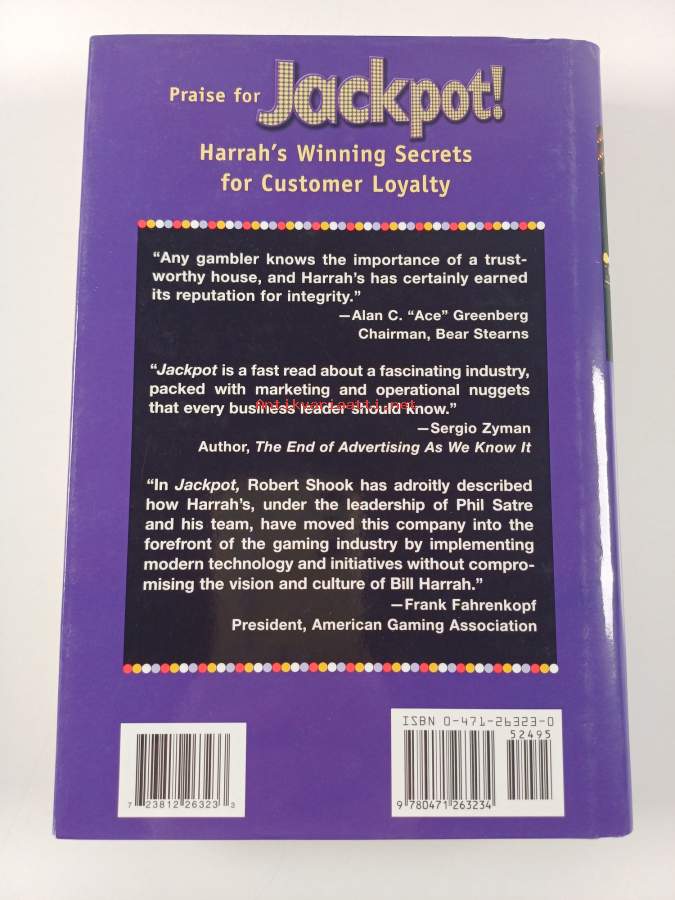 Praise for Jackpot!
Harrah's Winning Secrets
for Customer Loyalty
“Any gambler knows the importance of a trust-
worthy house, and Harrah's has certainly earned
its reputation for integrity.”
—Alan C. “Ace” Greenberg
Chairman, Bear Stearns
“Jackpot is a fast read about a fascinating industry,
packed with marketing and operational nuggets
that every business leader should know.”
Antikvariaatti.net
—Sergio Zyman
Author, The End of Advertising As We Know It
“In Jackpot, Robert Shook has adroitly described
how Harrah's, under the leadership of Phil Satre
and his team, have moved this company into the
forefront of the gaming industry by implementing
modern technology and initiatives without compro-
mising the vision and culture of Bill Harrah.”
—Frank Fahrenkopf
President, American Gaming Association
ISBN 0-471-26323-0
52495
7 23812 26323 3
9 780471 263234